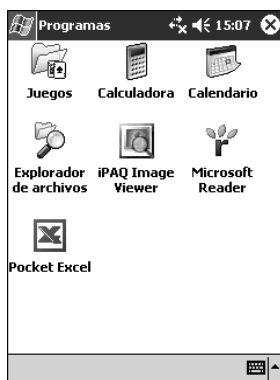 Programas 15:07
Juegos Calculadora Calendario
Explorador de archivos
iPAQ Image Viewer
Microsoft Reader
Pocket Excel